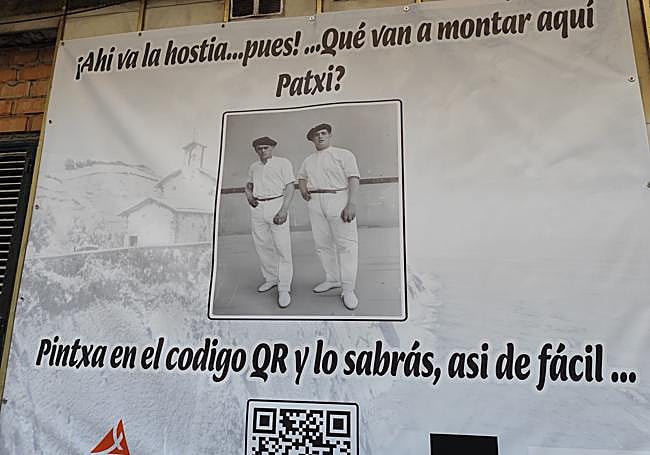 ¡Ahi va la hostia...pues! ...Qué van a montar aquí
Patxi?
Pintxa en el codigo QR y lo sabrás, asi de fácil ...